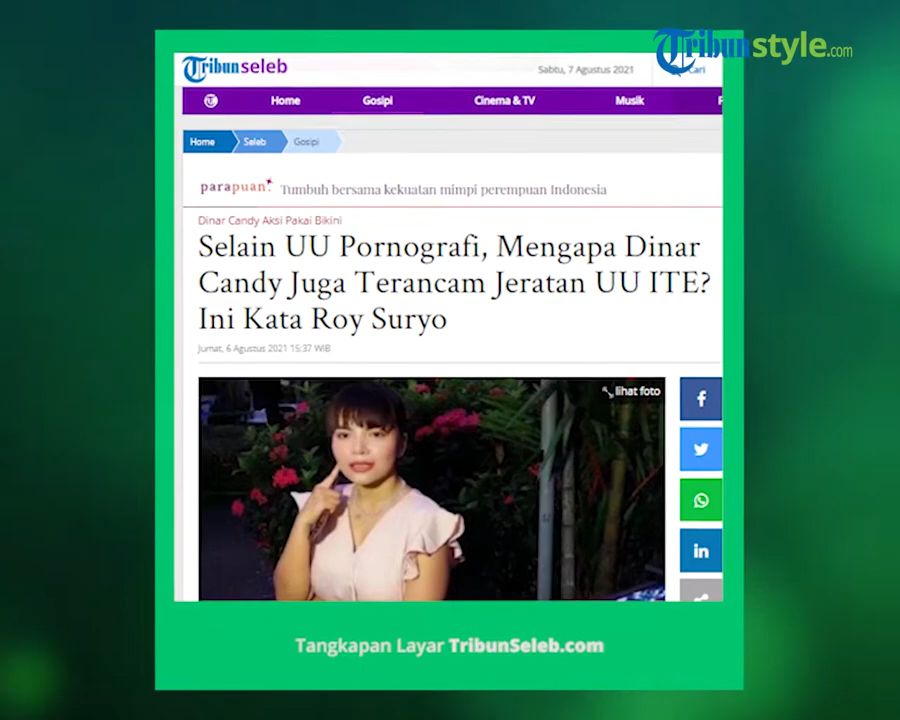 Tribunstyle.com
Tribunseleb
Sabtu, 7 Agustus 2021
Cari
Home Gosipi Cinema & TV Musik
Home Seleb Gosipi
parapuan. Tumbuh bersama kekuatan mimpi perempuan Indonesia
Dinar Candy Aksi Pakai Bikini
Selain UU Pornografi, Mengapa Dinar
Candy Juga Terancam Jeratan UU ITE?
Ini Kata Roy Suryo
Jumat, 6 Agustus 2021 15:37 WIB
lihat foto
Tangkapan Layar TribunSeleb.com